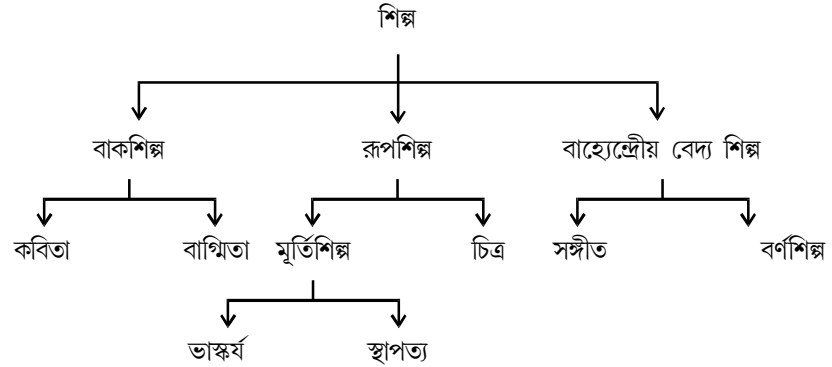 শিল্প
বাকশিল্প রূপশিল্প বাহ্যেন্দ্রীয় বেদ্য শিল্প
কবিতা বাগ্মিতা মূর্তিশিল্প চিত্র সঙ্গীত বর্ণশিল্প
ভাস্কর্য স্থাপত্য